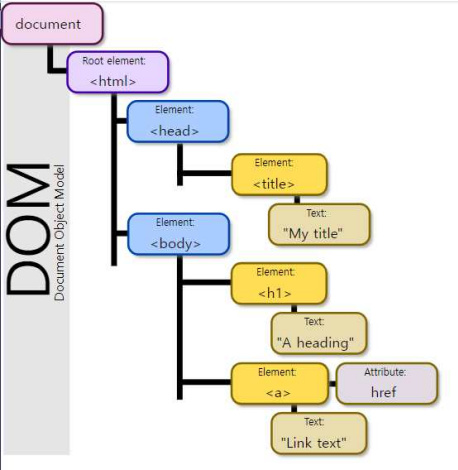 document
Root element:
<html>
Element:
<head>
Element:
<title>
Text:
"My title"
Element:
<body>
Element:
<h1>
Text:
"A heading"
Element:
<a>
Attribute:
href
Text:
"Link text"
DOM
Document Object Model